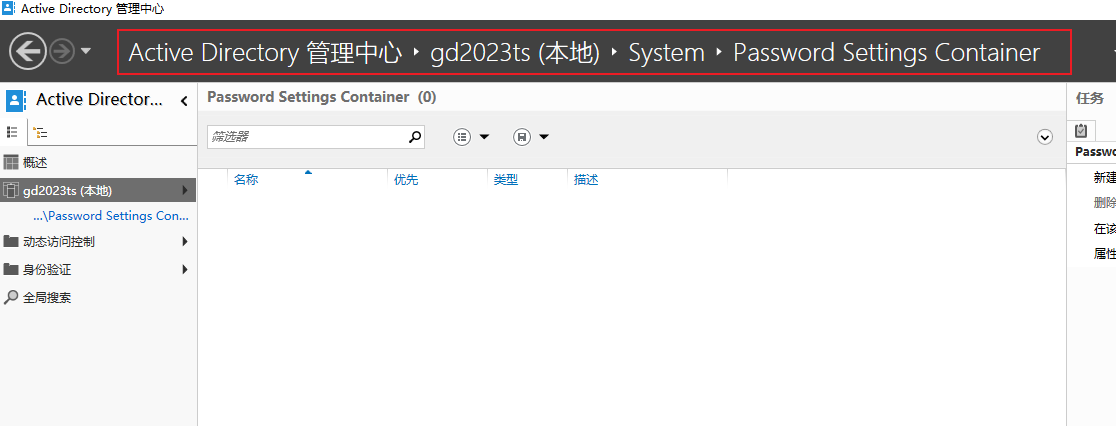 Active Directory 管理中心
Active Directory 管理中心 gd2023ts (本地) System Password Settings Container
Active Director...
概述
gd2023ts (本地)
...\Password Settings Con...
动态访问控制
身份验证
全局搜索
Password Settings Container (0)
筛选器
名称 优先 类型 描述
任务
Passwo
新建
删除
在该
属性